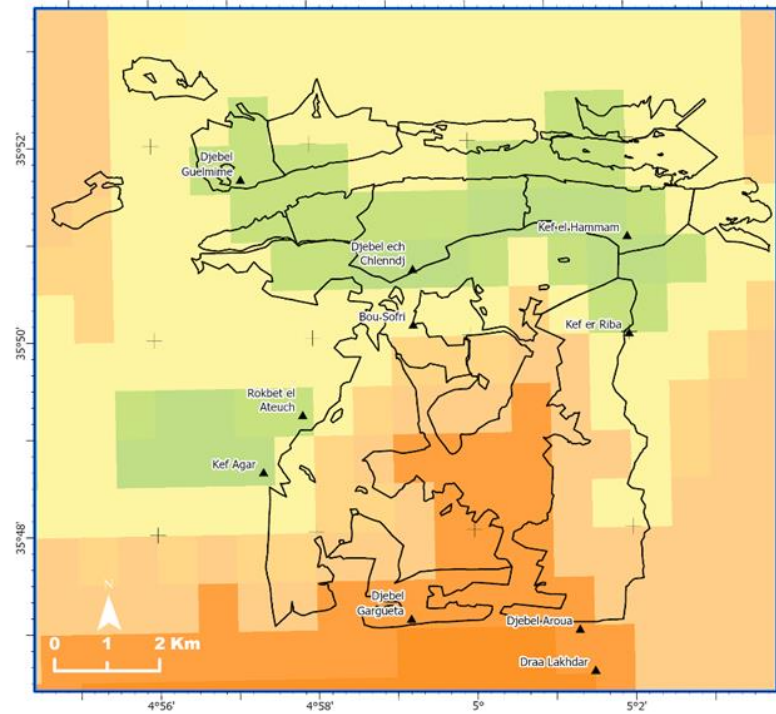 35°52'
Djebel
Guelmime
Kef el Hammam
Djebel ech
Chlenndj
Bou-Sofri
Kef er Riba
35°50'
Rokbet el
Ateuch
Kef Agar
35°48'
Djebel
Gargueta
Djebel Aroua
Draa Lakhdar
N
0 1 2 Km
4°56' 4°58' 5° 5°2'